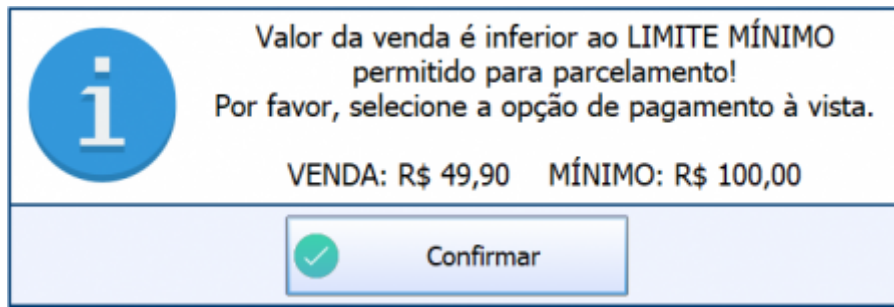 Valor da venda é inferior ao LIMITE MÍNIMO
permitido para parcelamento!
Por favor, selecione a opção de pagamento à vista.
VENDA: R$ 49,90 MÍNIMO: R$ 100,00
Confirmar